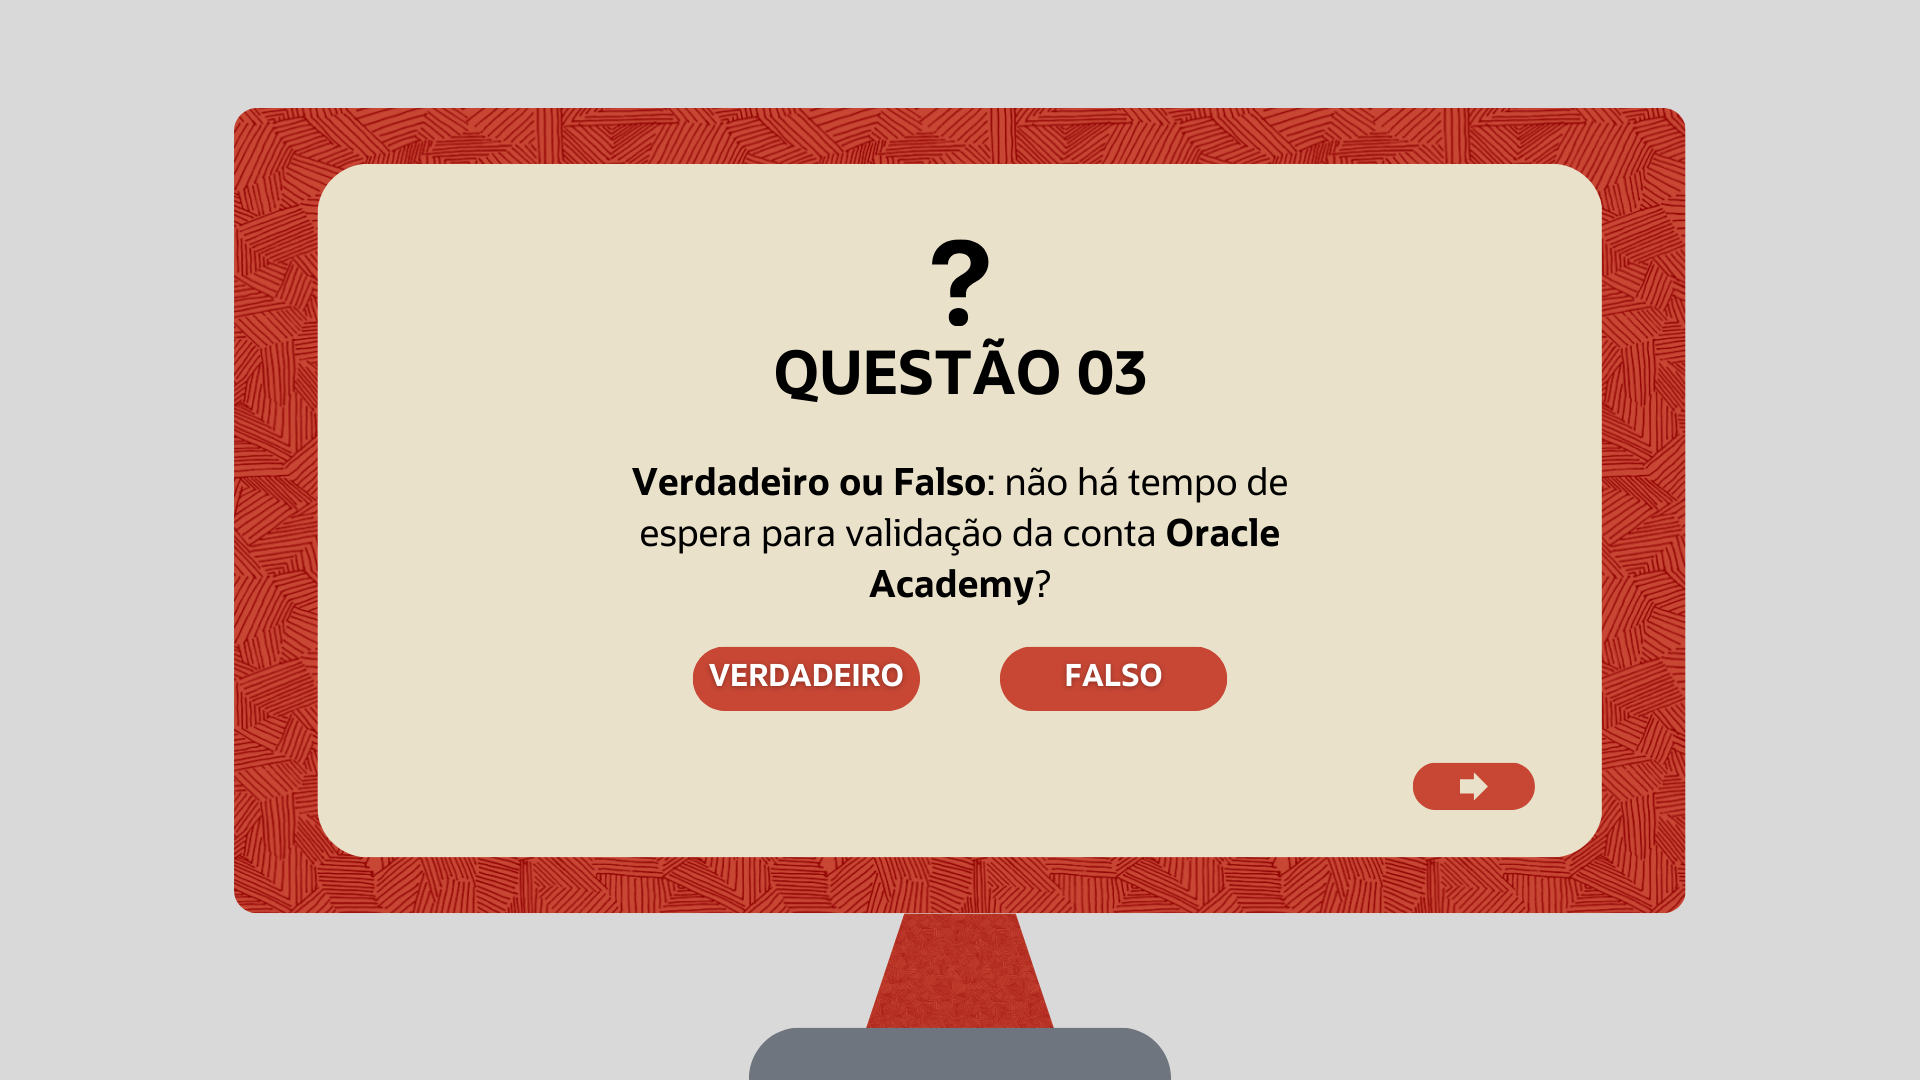 ?
QUESTÃO 03
Verdadeiro ou Falso: não há tempo de
espera para validação da conta Oracle
Academy?
VERDADEIRO
FALSO